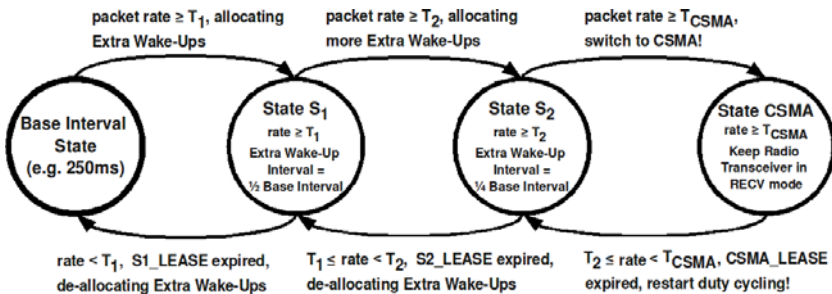 packet rate ≥ T1, allocating
Extra Wake-Ups
packet rate ≥ T2, allocating
more Extra Wake-Ups
packet rate ≥ TCSMA,
switch to CSMA!
Base Interval
State
(e.g. 250ms)
State S1
rate ≥ T1
Extra Wake-Up
Interval =
½ Base Interval
State S2
rate ≥ T2
Extra Wake-Up
Interval =
¼ Base Interval
State CSMA
rate ≥ TCSMA
Keep Radio
Transceiver in
RECV mode
rate < T1, S1_LEASE expired,
de-allocating Extra Wake-Ups
T1 ≤ rate < T2, S2_LEASE expired,
de-allocating Extra Wake-Ups
T2 ≤ rate < TCSMA, CSMA_LEASE
expired, restart duty cycling!